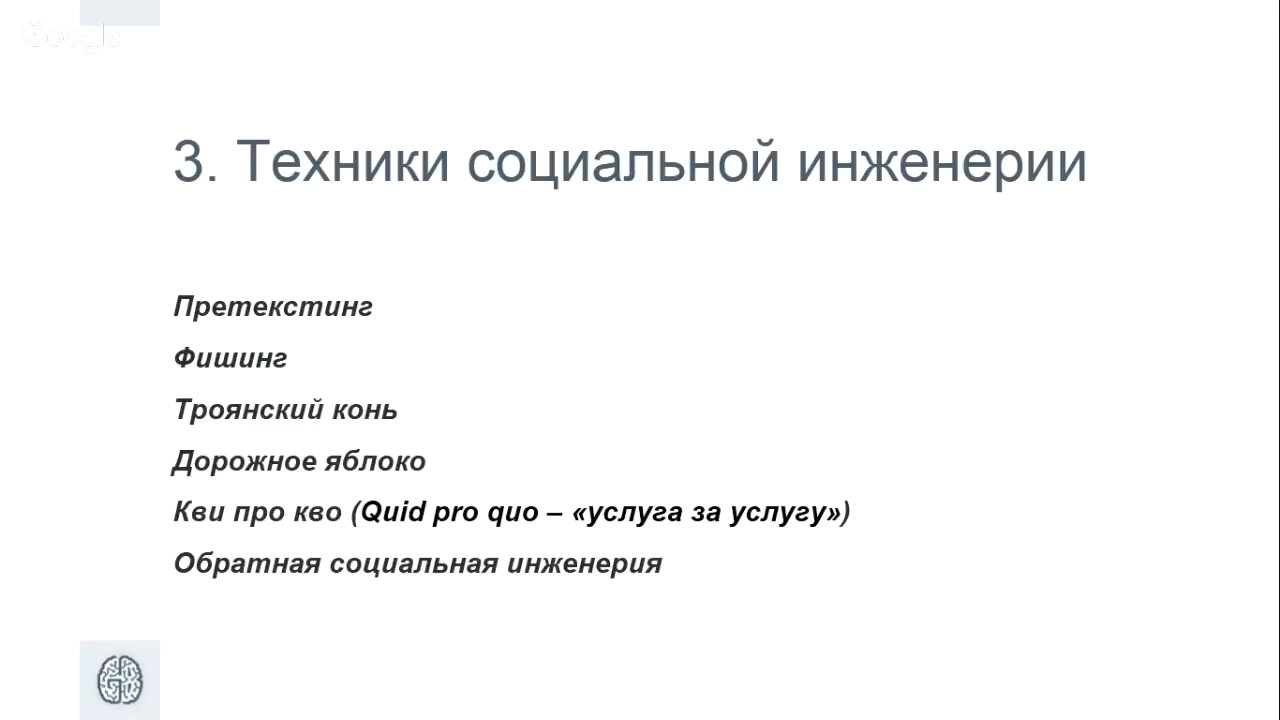 Google
3. Техники социальной инженерии
Претекстинг
Фишинг
Троянский конь
Дорожное яблоко
Кви про кво (Quid pro quo – «услуга за услугу»)
Обратная социальная инженерия